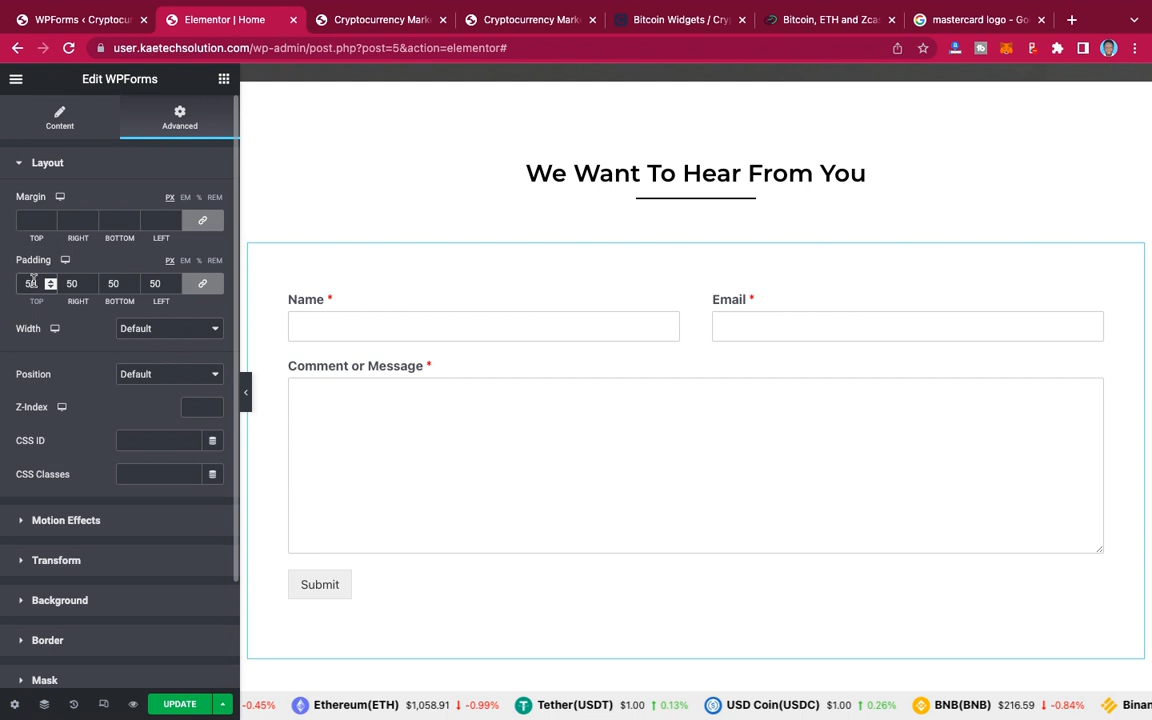 WPForms ‹ Cryptocur
Elementor | Home
Cryptocurrency Mark
Cryptocurrency Mark
Bitcoin Widgets / Cry
Bitcoin, ETH and Zcas
mastercard logo - Go
user.kaetechsolution.com/wp-admin/post.php?post=5&action=elementor#
Edit WPForms
Content
Advanced
Layout
Margin
PX EM % REM
TOP RIGHT BOTTOM LEFT
Padding
PX EM % REM
50 50 50
TOP RIGHT BOTTOM LEFT
Width
Default
Position
Default
Z-Index
CSS ID
CSS Classes
Motion Effects
Transform
Background
Border
Mask
UPDATE
We Want To Hear From You
Name *
Email *
Comment or Message *
Submit
-0.45% Ethereum(ETH) $1,058.91 ↓ -0.99% Tether(USDT) $1.00 ↑ 0.13% USD Coin(USDC) $1.00 ↑ 0.26% BNB(BNB) $216.59 ↓ -0.84% Binan